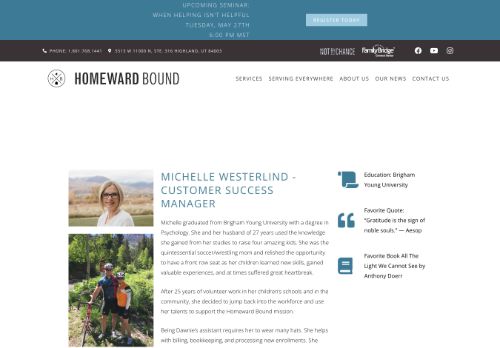 UPCOMING SEMINAR:
WHEN HELPING ISN'T HELPFUL
TUESDAY, MAY 27TH
6:00 PM MST
REGISTER TODAY
PHONE: 1.801.768.1441
5513 W 11000 N, STE. 316 HIGHLAND, UT 84003
NOT BY CHANCE
FamilyBridge
HOMEWARD BOUND
SERVICES
SERVING EVERYWHERE
ABOUT US
OUR NEWS
CONTACT US
MICHELLE WESTERLIND -
CUSTOMER SUCCESS
MANAGER
Michelle graduated from Brigham Young University with a degree in
Psychology. She and her husband of 27 years used the knowledge
she gained from her studies to raise four amazing kids. She was the
quintessential soccer/wrestling mom and relished the opportunity
to have a front row seat as her children learned new skills, gained
valuable experiences, and at times suffered great heartbreak.
After 25 years of volunteer work in her children's schools and in the
community, she decided to jump back into the workforce and use
her talents to support the Homeward Bound mission.
Being Dawnse's assistant requires her to wear many hats. She helps
with billing, bookkeeping, and processing new enrollments. She
Education: Brigham
Young University
Favorite Quote:
"Gratitude is the sign of
noble souls." — Aesop
Favorite Book All The
Light We Cannot See by
Anthony Doerr